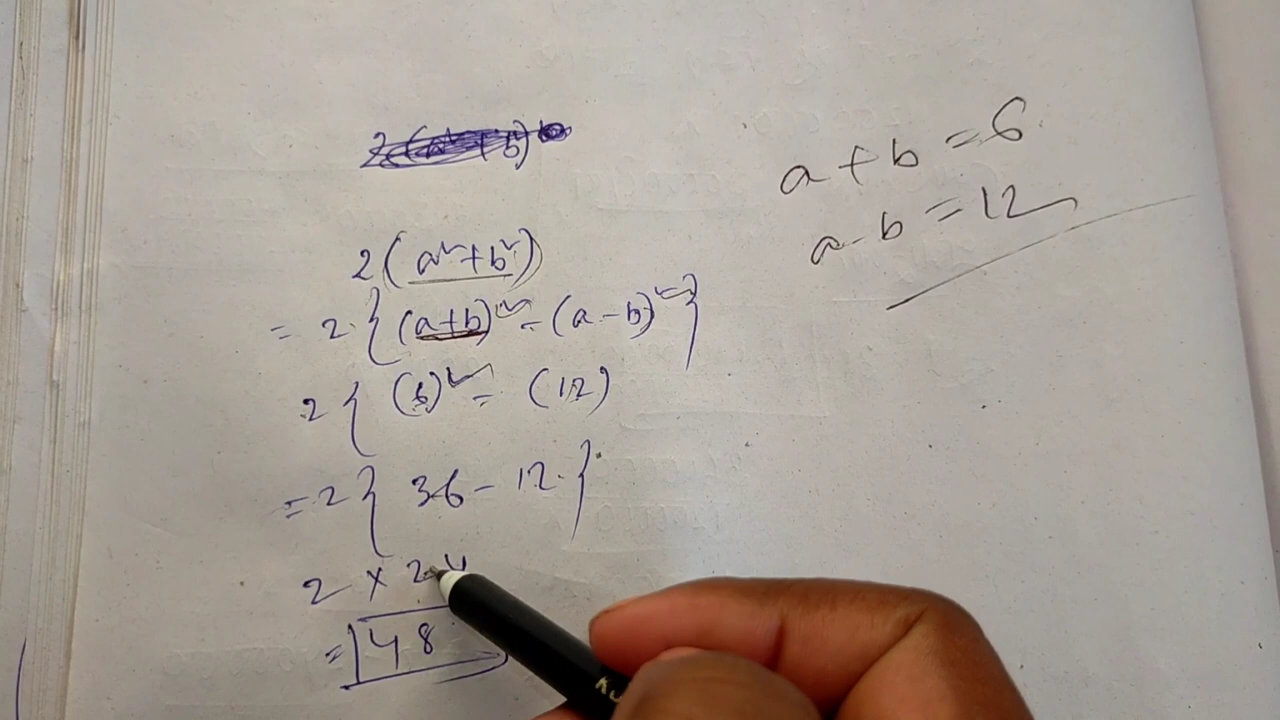 2(a²+b²)
= 2{(a+b)² - (a-b)²}
2{ (6)² - (12)
= 2{ 36 - 12 }
2 x 24
= 48
a + b = 6
a - b = 12